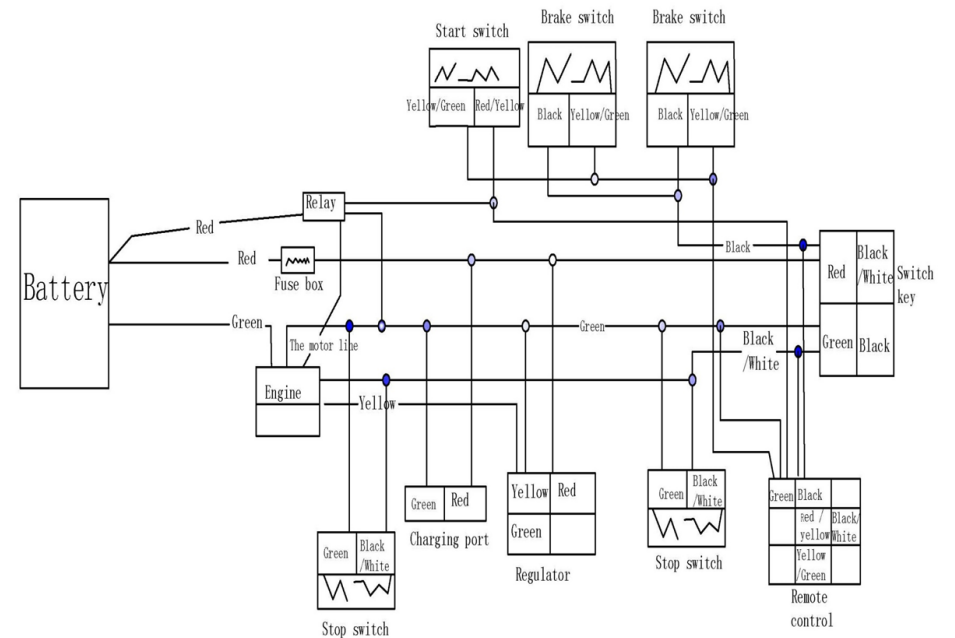 Start switch
Brake switch
Brake switch
Yellow/Green
Red/Yellow
Black
Yellow/Green
Black
Yellow/Green
Relay
Red
Battery
Red
Fuse box
Black
Red
Black
/White
Switch
key
Green
The motor line
Green
Black
/White
Green
Black
Engine
Yellow
Green
Red
Charging port
Yellow
Red
Green
Regulator
Green
Black
/White
Stop switch
Green
Black
/White
Stop switch
Green
Black
Red /
yellow
Black/
White
Yellow
/Green
Remote
control